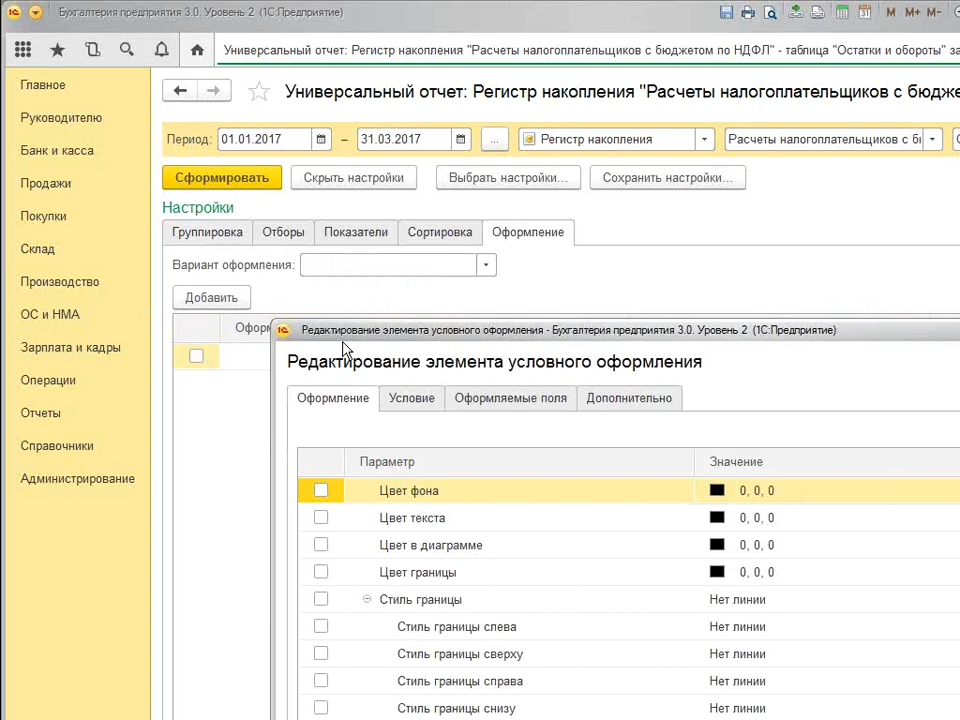 Бухгалтерия предприятия 3.0. Уровень 2 (1С:Предприятие)
M M+ M-
Универсальный отчет: Регистр накопления "Расчеты налогоплательщиков с бюджетом по НДФЛ" - таблица "Остатки и обороты" за
Главное
Руководителю
Банк и касса
Продажи
Покупки
Склад
Производство
ОС и НМА
Зарплата и кадры
Операции
Отчеты
Справочники
Администрирование
Универсальный отчет: Регистр накопления "Расчеты налогоплательщиков с бюдже
Период: 01.01.2017 – 31.03.2017 ... Регистр накопления Расчеты налогоплательщиков с бі
Сформировать Скрыть настройки Выбрать настройки... Сохранить настройки...
Настройки
Группировка Отборы Показатели Сортировка Оформление
Вариант оформления:
Добавить
Оформ
Редактирование элемента условного оформления - Бухгалтерия предприятия 3.0. Уровень 2 (1С:Предприятие)
Редактирование элемента условного оформления
Оформление Условие Оформляемые поля Дополнительно
Параметр Значение
Цвет фона 0, 0, 0
Цвет текста 0, 0, 0
Цвет в диаграмме 0, 0, 0
Цвет границы 0, 0, 0
Стиль границы Нет линии
Стиль границы слева Нет линии
Стиль границы сверху Нет линии
Стиль границы справа Нет линии
Стиль границы снизу Нет линии